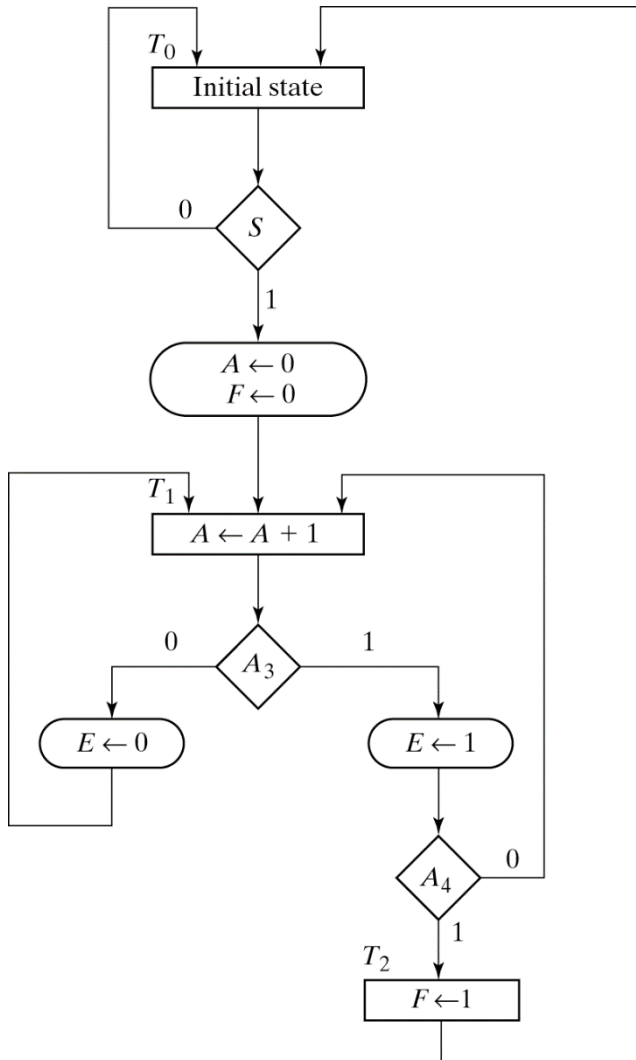 T0
Initial state
0
S
1
A ← 0
F ← 0
T1
A ← A + 1
0
A3
1
E ← 0
E ← 1
A4
0
1
T2
F ←1